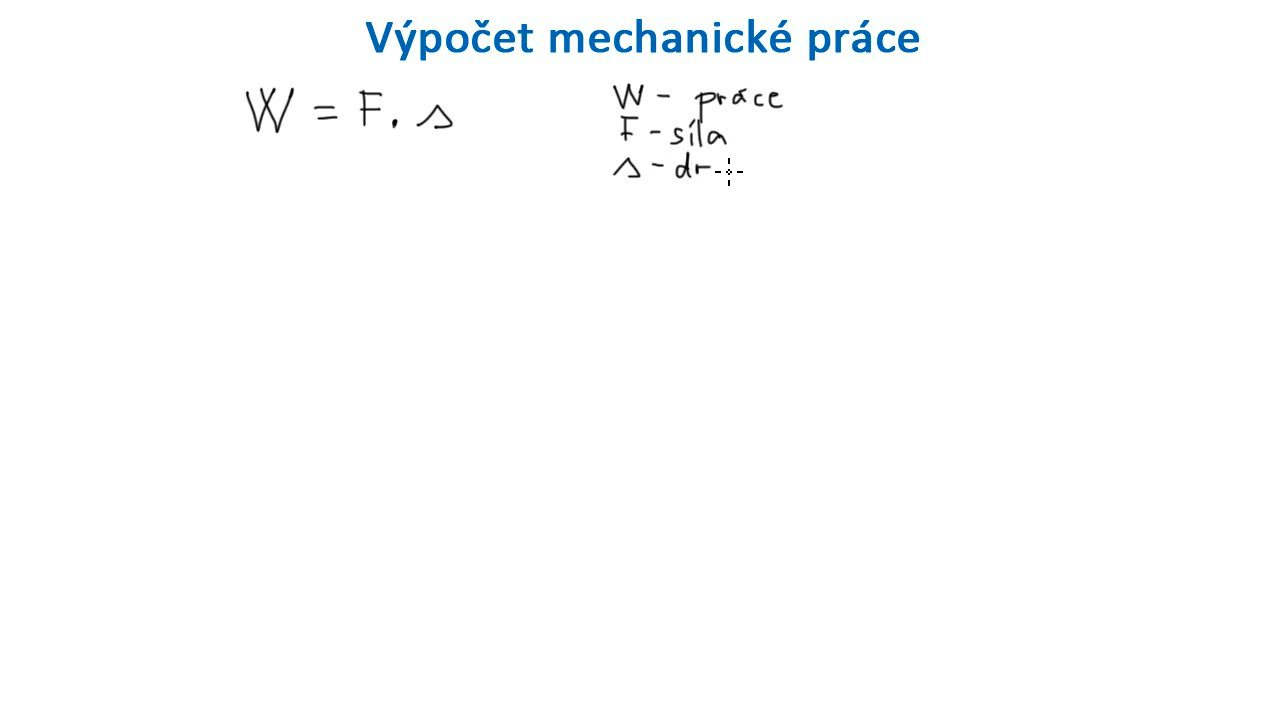 Výpočet mechanické práce
W = F. s
W - práce
F - síla
s - dr